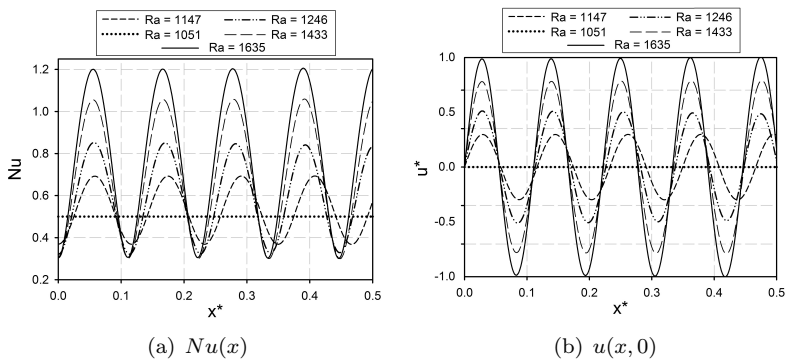 Ra = 1147 Ra = 1246
Ra = 1051 Ra = 1433
Ra = 1635
Nu
1.2
1.0
0.8
0.6
0.4
0.2
0.0 0.1 0.2 0.3 0.4 0.5
x*
(a) Nu(x)
Ra = 1147 Ra = 1246
Ra = 1051 Ra = 1433
Ra = 1635
u*
1.0
0.5
0.0
-0.5
-1.0
0.0 0.1 0.2 0.3 0.4 0.5
x*
(b) u(x, 0)